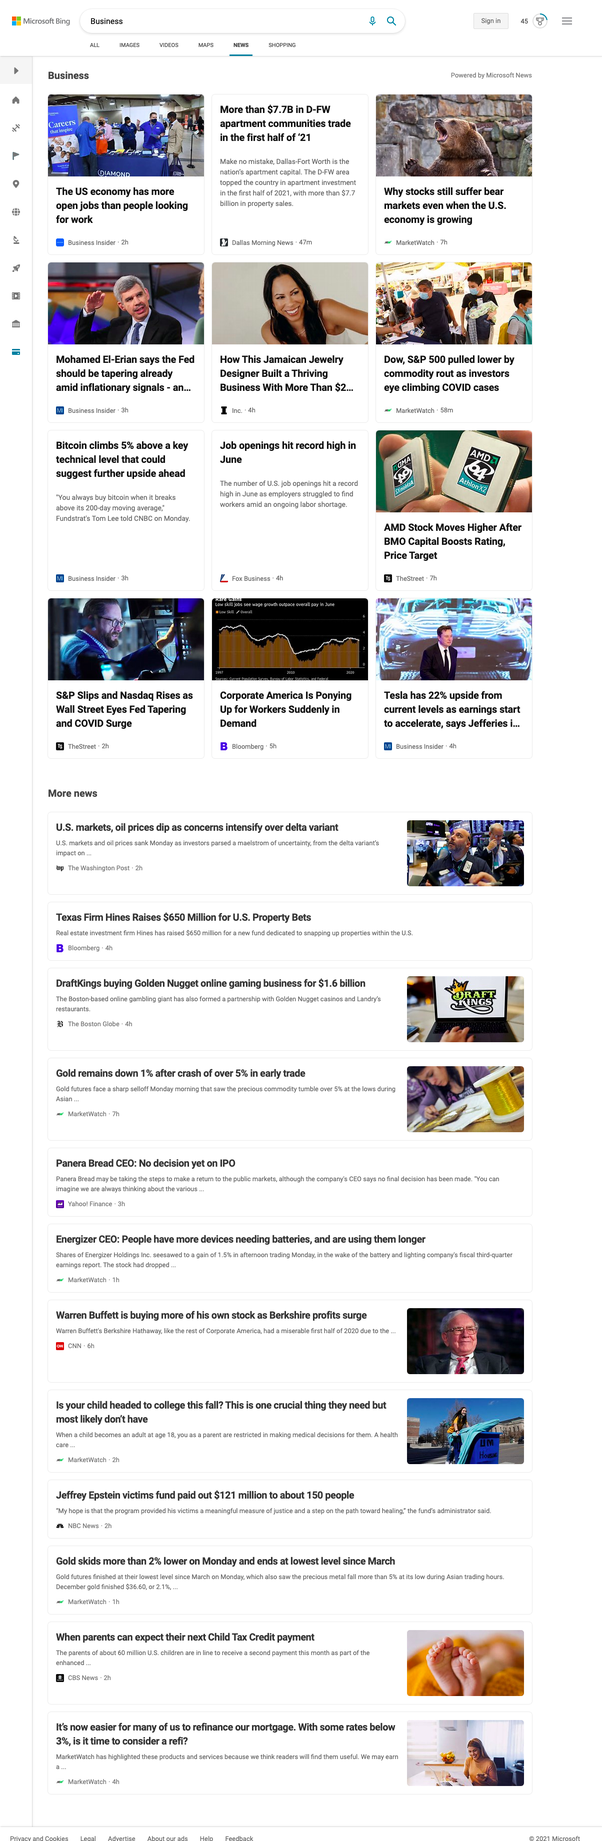 Microsoft Bing
Business
Sign in
45
ALL
IMAGES
VIDEOS
MAPS
NEWS
SHOPPING
Business
Powered by Microsoft News
Careers
DIAMOND
The US economy has more
open jobs than people looking
for work
Business Insider · 2h
More than $7.7B in D-FW
apartment communities trade
in the first half of '21
Make no mistake, Dallas-Fort Worth is the
nation's apartment capital. The D-FW area
topped the country in apartment investment
in the first half of 2021, with more than $7.7
billion in property sales.
Dallas Morning News · 47m
Why stocks still suffer bear
markets even when the U.S.
economy is growing
MarketWatch · 7h
Mohamed El-Erian says the Fed
should be tapering already
amid inflationary signals - an...
Business Insider · 3h
How This Jamaican Jewelry
Designer Built a Thriving
Business With More Than $2...
Inc. · 4h
Dow, S&P 500 pulled lower by
commodity rout as investors
eye climbing COVID cases
MarketWatch · 58m
Bitcoin climbs 5% above a key
technical level that could
suggest further upside ahead
"You always buy bitcoin when it breaks
above its 200-day moving average,"
Fundstrat's Tom Lee told CNBC on Monday.
Business Insider · 3h
Job openings hit record high in
June
The number of U.S. job openings hit a record
high in June as employers struggled to find
workers amid an ongoing labor shortage.
Fox Business · 4h
AMD
64
Athlon X2
AMD Stock Moves Higher After
BMO Capital Boosts Rating,
Price Target
TheStreet · 7h
S&P Slips and Nasdaq Rises as
Wall Street Eyes Fed Tapering
and COVID Surge
TheStreet · 2h
Rare Gains
Low skill jobs see wage growth outpace overall pay in June
Low Skill
Overall
1997
Corporate America Is Ponying
Up for Workers Suddenly in
Demand
Bloomberg · 5h
Tesla has 22% upside from
current levels as earnings start
to accelerate, says Jefferies i...
Business Insider · 4h
More news
U.S. markets, oil prices dip as concerns intensify over delta variant
U.S. markets and oil prices sank Monday as investors parsed a maelstrom of uncertainty, from the delta variant's
impact on ...
The Washington Post · 2h
Texas Firm Hines Raises $650 Million for U.S. Property Bets
Real estate investment firm Hines has raised $650 million for a new fund dedicated to snapping up properties within the U.S.
Bloomberg · 4h
DraftKings buying Golden Nugget online gaming business for $1.6 billion
The Boston-based online gambling giant has also formed a partnership with Golden Nugget casinos and Landry's
restaurants.
The Boston Globe · 4h
DRAFT
KINGS
Gold remains down 1% after crash of over 5% in early trade
Gold futures face a sharp selloff Monday morning that saw the precious commodity tumble over 5% at the lows during
Asian ...
MarketWatch · 7h
Panera Bread CEO: No decision yet on IPO
Panera Bread may be taking the steps to make a return to the public markets, although the company's CEO says no final decision has been made. "You can
imagine we are always thinking about the various ...
Yahoo! Finance · 3h
Energizer CEO: People have more devices needing batteries, and are using them longer
Shares of Energizer Holdings Inc. seesawed to a gain of 1.5% in afternoon trading Monday, in the wake of the battery and lighting company's fiscal third-quarter
earnings report. The stock had dropped ...
MarketWatch · 1h
Warren Buffett is buying more of his own stock as Berkshire profits surge
Warren Buffett's Berkshire Hathaway, like the rest of Corporate America, had a miserable first half of 2020 due to the ...
CNN · 6h
Is your child headed to college this fall? This is one crucial thing they need but
most likely don't have
When a child becomes an adult at age 18, you as a parent are restricted in making medical decisions for them. A health
care ...
MarketWatch · 2h
Jeffrey Epstein victims fund paid out $121 million to about 150 people
"My hope is that the program provided his victims a meaningful measure of justice and a step on the path toward healing," the fund's administrator said.
NBC News · 2h
Gold skids more than 2% lower on Monday and ends at lowest level since March
Gold futures finished at their lowest level since March on Monday, which also saw the precious metal fall more than 5% at its low during Asian trading hours.
December gold finished $36.60, or 2.1%, ...
MarketWatch · 1h
When parents can expect their next Child Tax Credit payment
The parents of about 60 million U.S. children are in line to receive a second payment this month as part of the
enhanced ...
CBS News · 2h
It's now easier for many of us to refinance our mortgage. With some rates below
3%, is it time to consider a refi?
MarketWatch has highlighted these products and services because we think readers will find them useful. We may earn
a ...
MarketWatch · 4h
Privacy and Cookies
Legal
Advertise
About our ads
Help
Feedback
© 2021 Microsoft